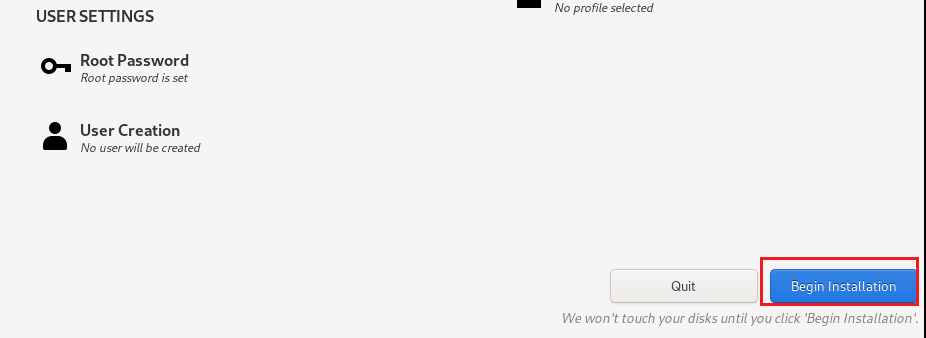 No profile selected
USER SETTINGS
Root Password
Root password is set
User Creation
No user will be created
Quit
Begin Installation
We won't touch your disks until you click 'Begin Installation'.